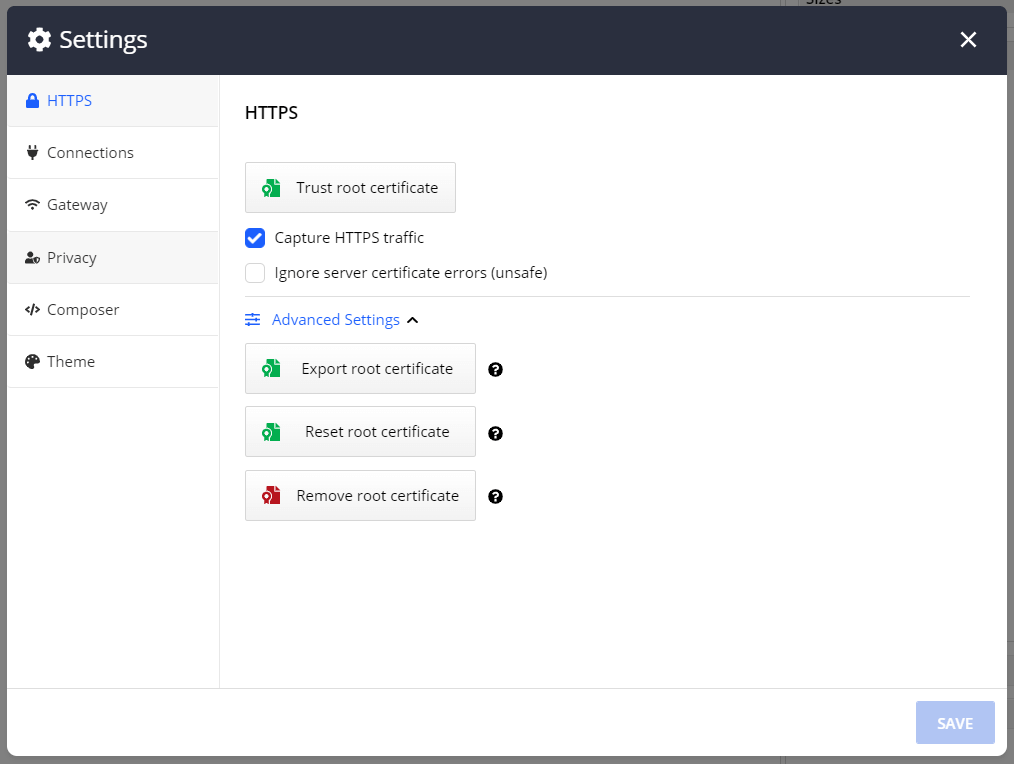 Sizes
Settings
HTTPS
Connections
Gateway
Privacy
Composer
Theme
HTTPS
Trust root certificate
Capture HTTPS traffic
Ignore server certificate errors (unsafe)
Advanced Settings
Export root certificate
Reset root certificate
Remove root certificate
SAVE